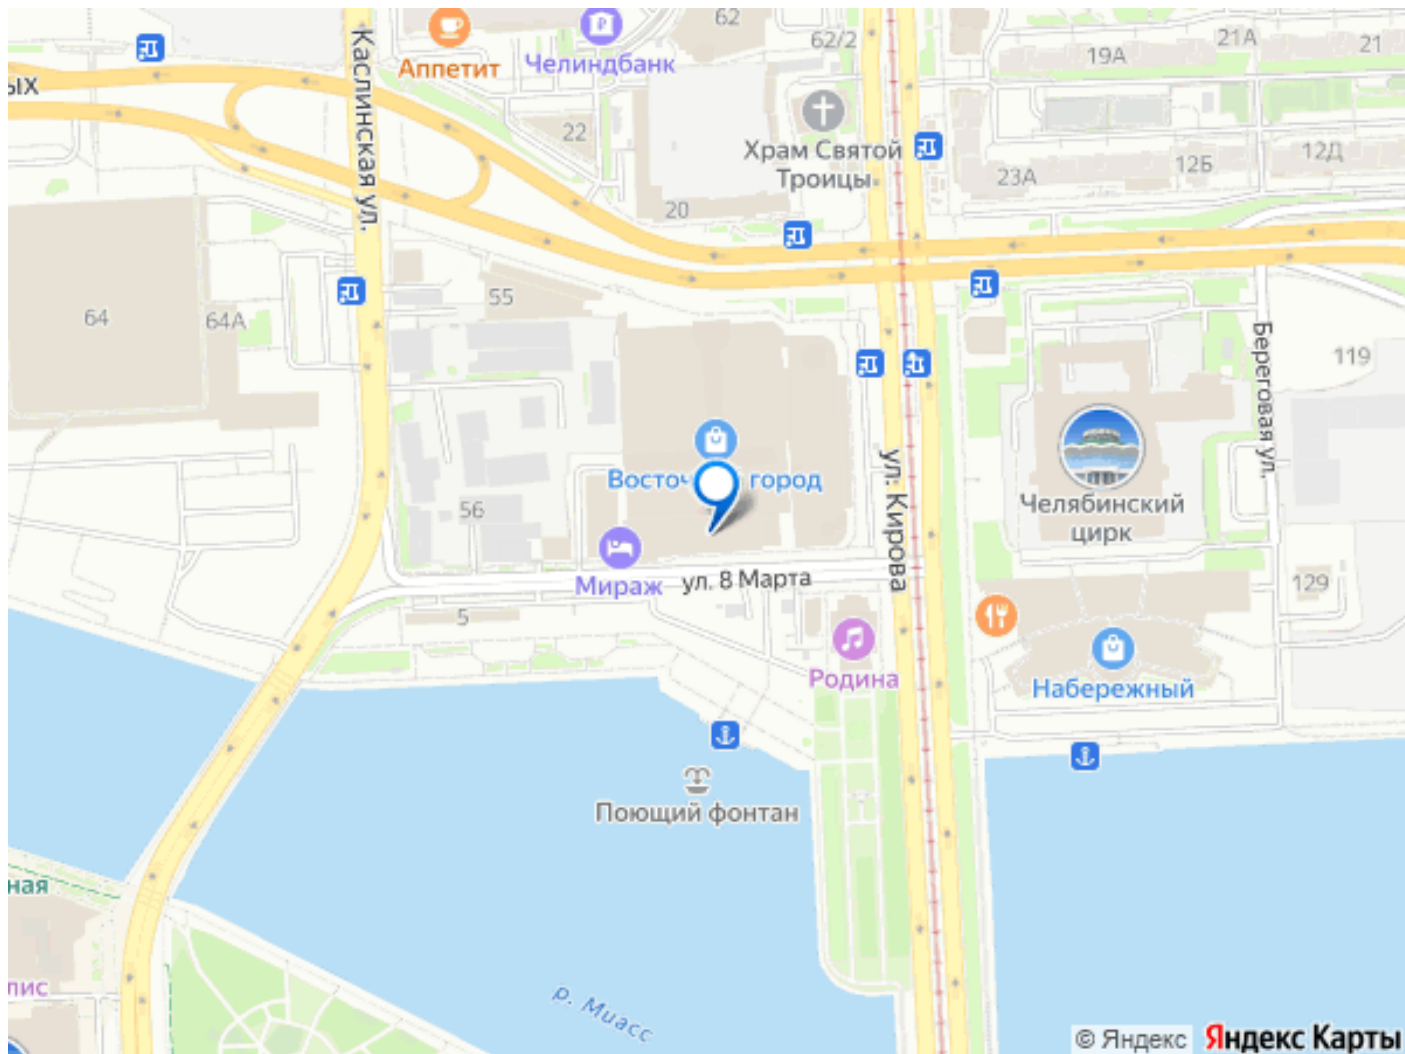 62
62/2
21А
21
19А
Аппетит
Челиндбанк
ых
Каслинская ул.
22
Храм Святой
Троицы
12Б
12Д
23А
20
55
64
64А
Береговая ул.
119
Восточ
город
ул. Кирова
Челябинский
цирк
56
Мираж
ул. 8 Марта
129
5
Родина
Набережный
Поющий фонтан
ная
лис
р. Миасс
© Яндекс Яндекс Карты